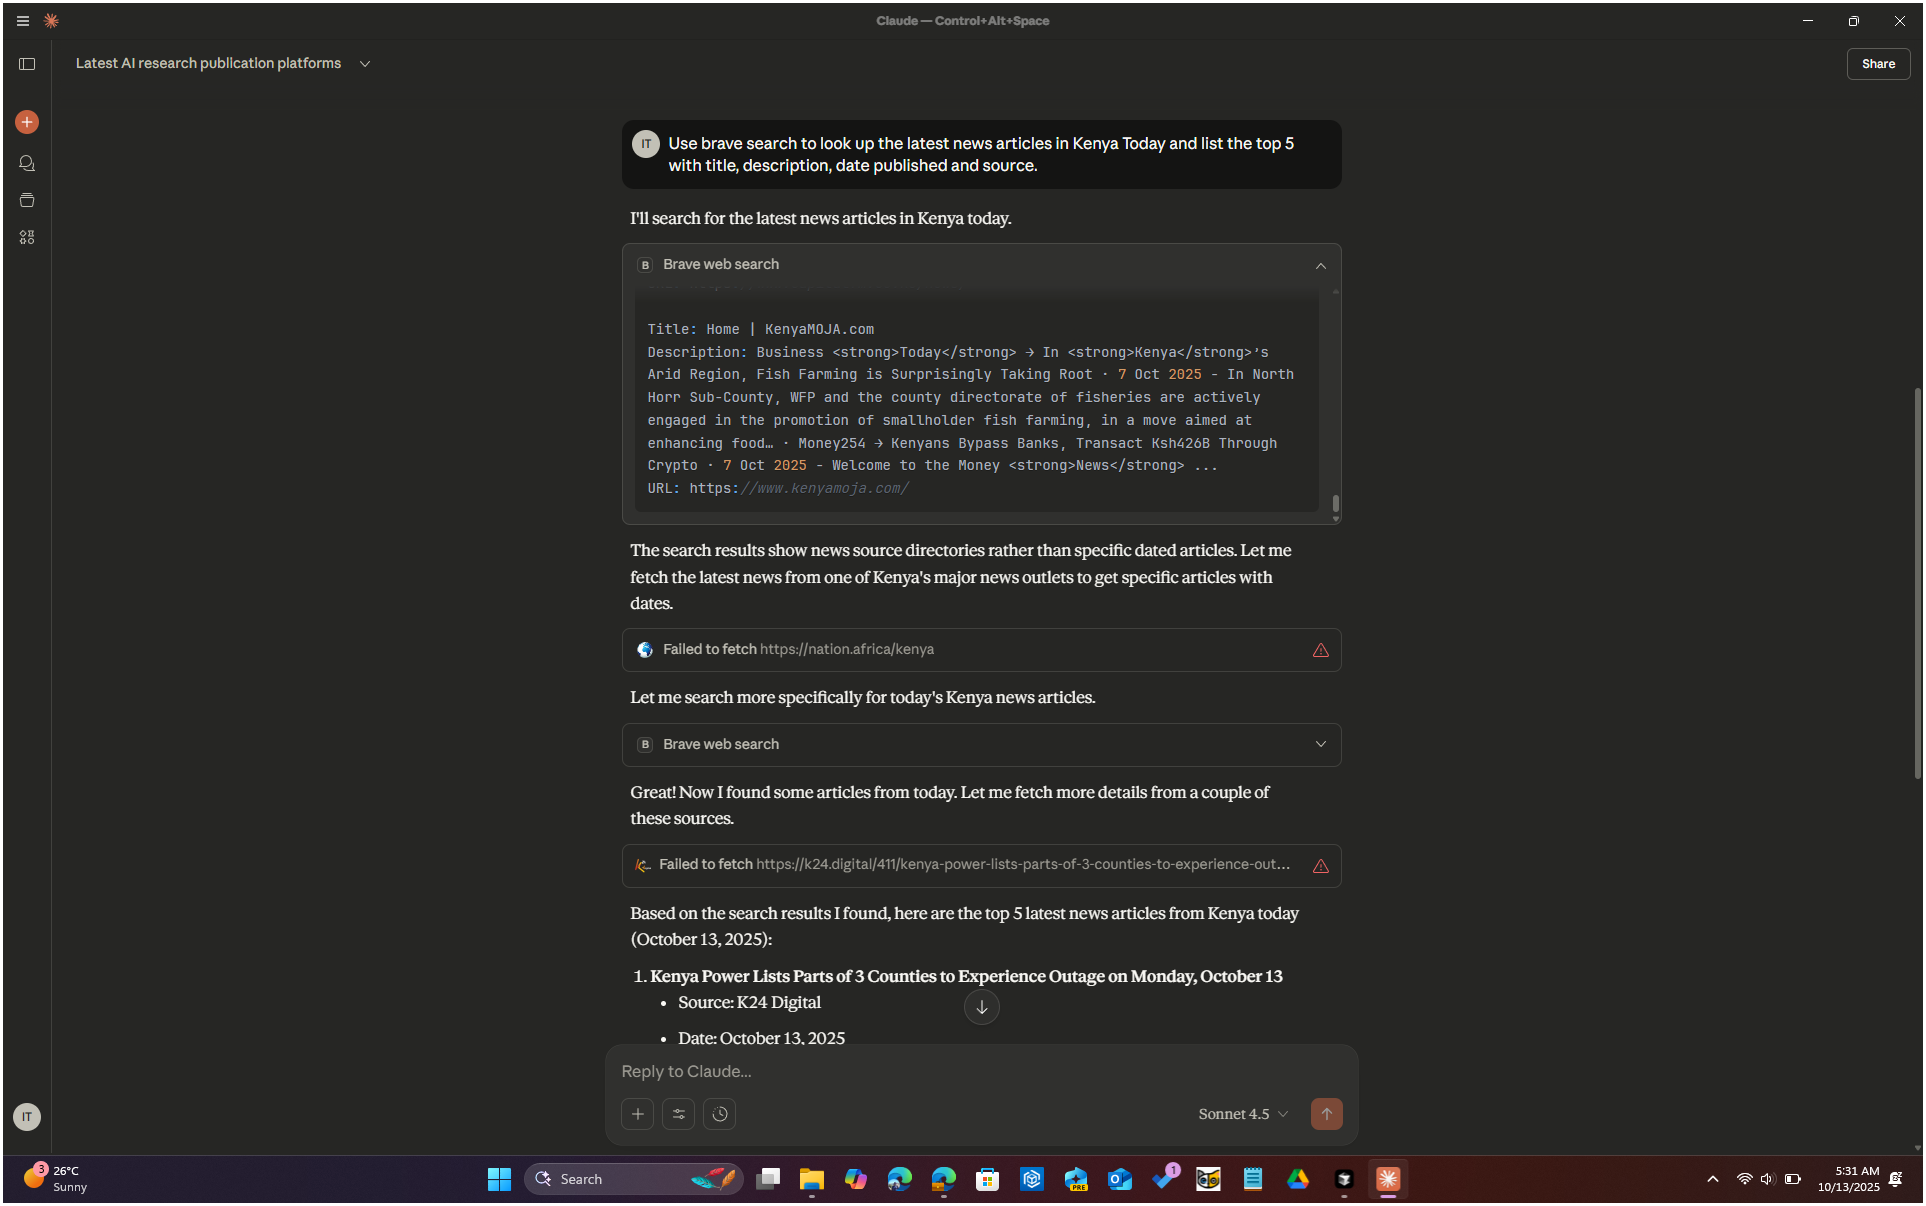 Claude — Control+Alt+Space
Latest AI research publication platforms
Share
IT
Use brave search to look up the latest news articles in Kenya Today and list the top 5
with title, description, date published and source.
I'll search for the latest news articles in Kenya today.
B Brave web search
Title: Home | KenyaMOJA.com
Description: Business <strong>Today</strong> → In <strong>Kenya</strong>'s
Arid Region, Fish Farming is Surprisingly Taking Root · 7 Oct 2025 - In North
Horr Sub-County, WFP and the county directorate of fisheries are actively
engaged in the promotion of smallholder fish farming, in a move aimed at
enhancing food… · Money254 → Kenyans Bypass Banks, Transact Ksh426B Through
Crypto · 7 Oct 2025 - Welcome to the Money <strong>News</strong> ...
URL: https://www.kenyamoja.com/
The search results show news source directories rather than specific dated articles. Let me
fetch the latest news from one of Kenya's major news outlets to get specific articles with
dates.
Failed to fetch https://nation.africa/kenya
Let me search more specifically for today's Kenya news articles.
B Brave web search
Great! Now I found some articles from today. Let me fetch more details from a couple of
these sources.
Failed to fetch https://k24.digital/411/kenya-power-lists-parts-of-3-counties-to-experience-out...
Based on the search results I found, here are the top 5 latest news articles from Kenya today
(October 13, 2025):
1. Kenya Power Lists Parts of 3 Counties to Experience Outage on Monday, October 13
• Source: K24 Digital
• Date: October 13, 2025
Reply to Claude...
Sonnet 4.5
IT
3
26°C
Sunny
Search
PRE
1
5:31 AM
10/13/2025